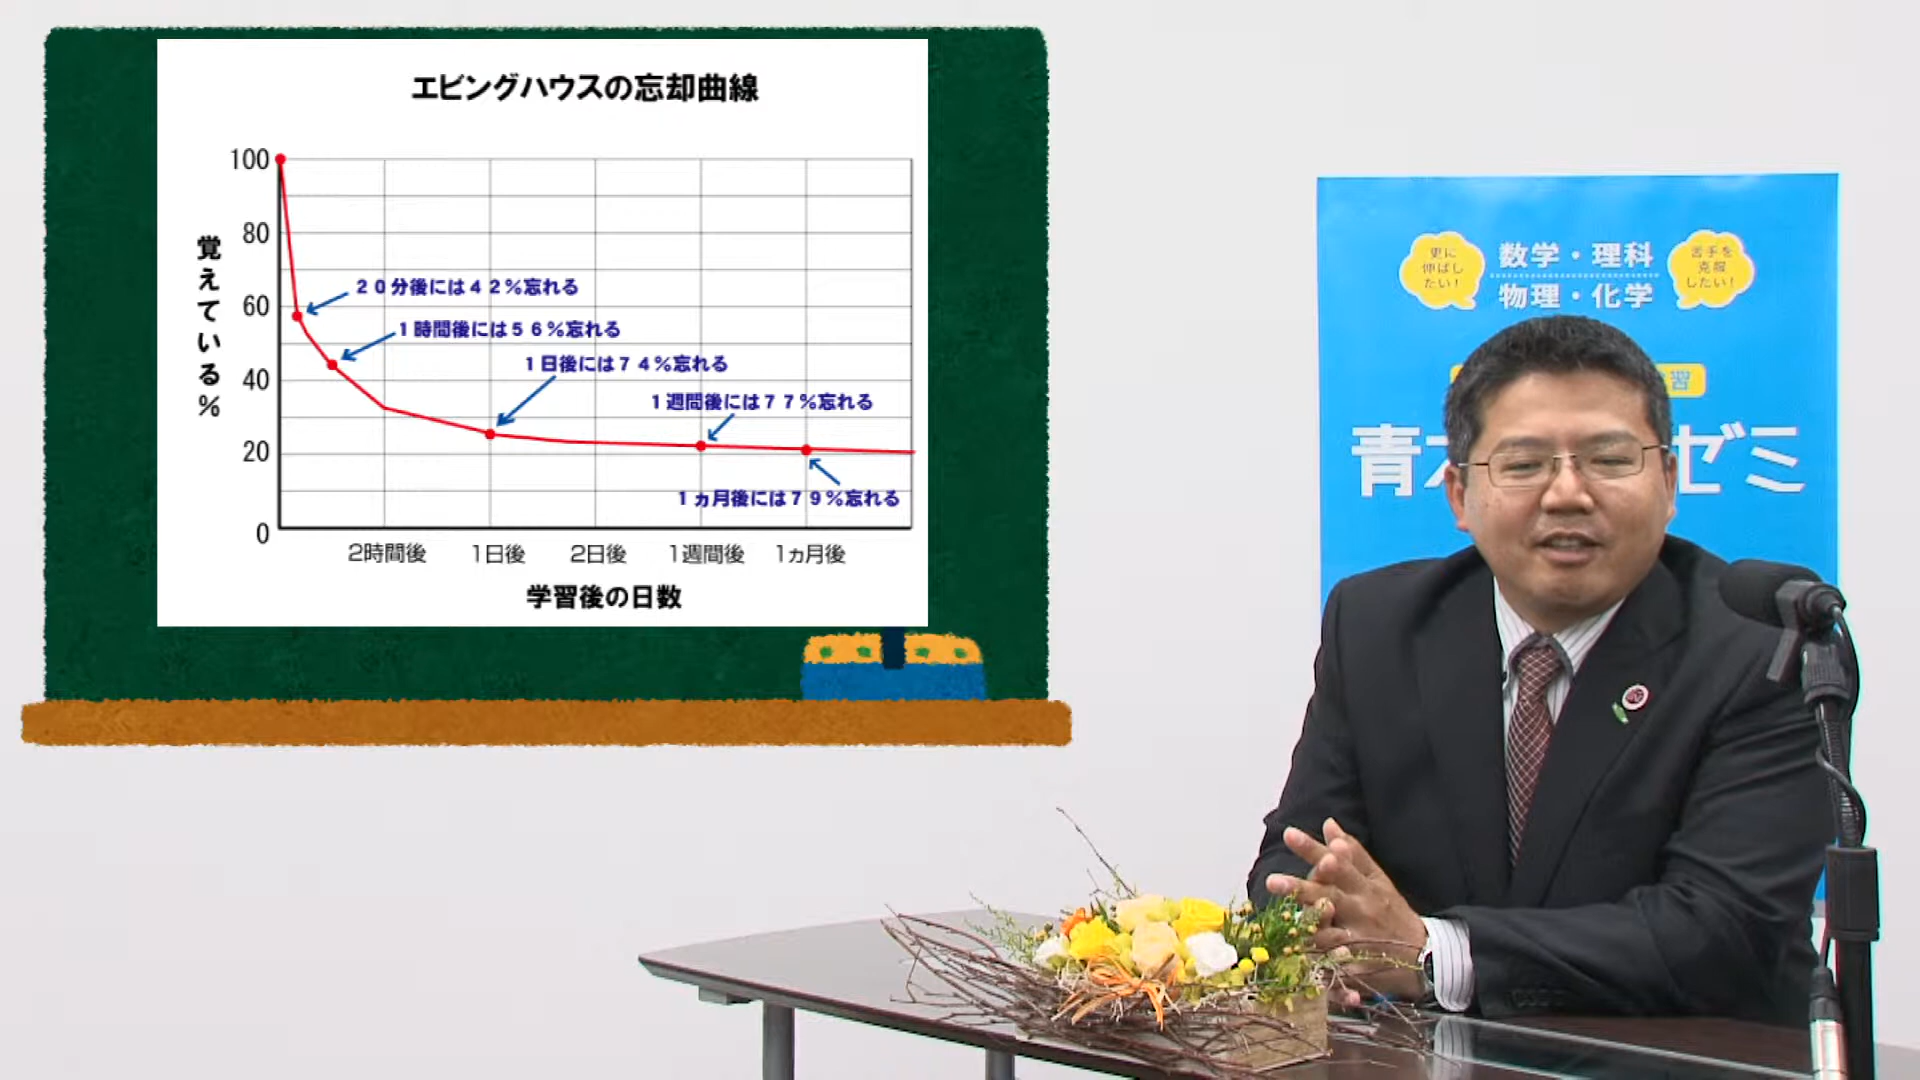 エビングハウスの忘却曲線
100
80
60
40
20
0
覚えている%
20分後には42%忘れる
1時間後には56%忘れる
1日後には74%忘れる
1週間後には77%忘れる
1ヵ月後には79%忘れる
2時間後 1日後 2日後 1週間後 1ヵ月後
学習後の日数
更に
伸ばし
たい!
数学・理科
物理・化学
苦手を
克服
したい!
習
青 ゼミ